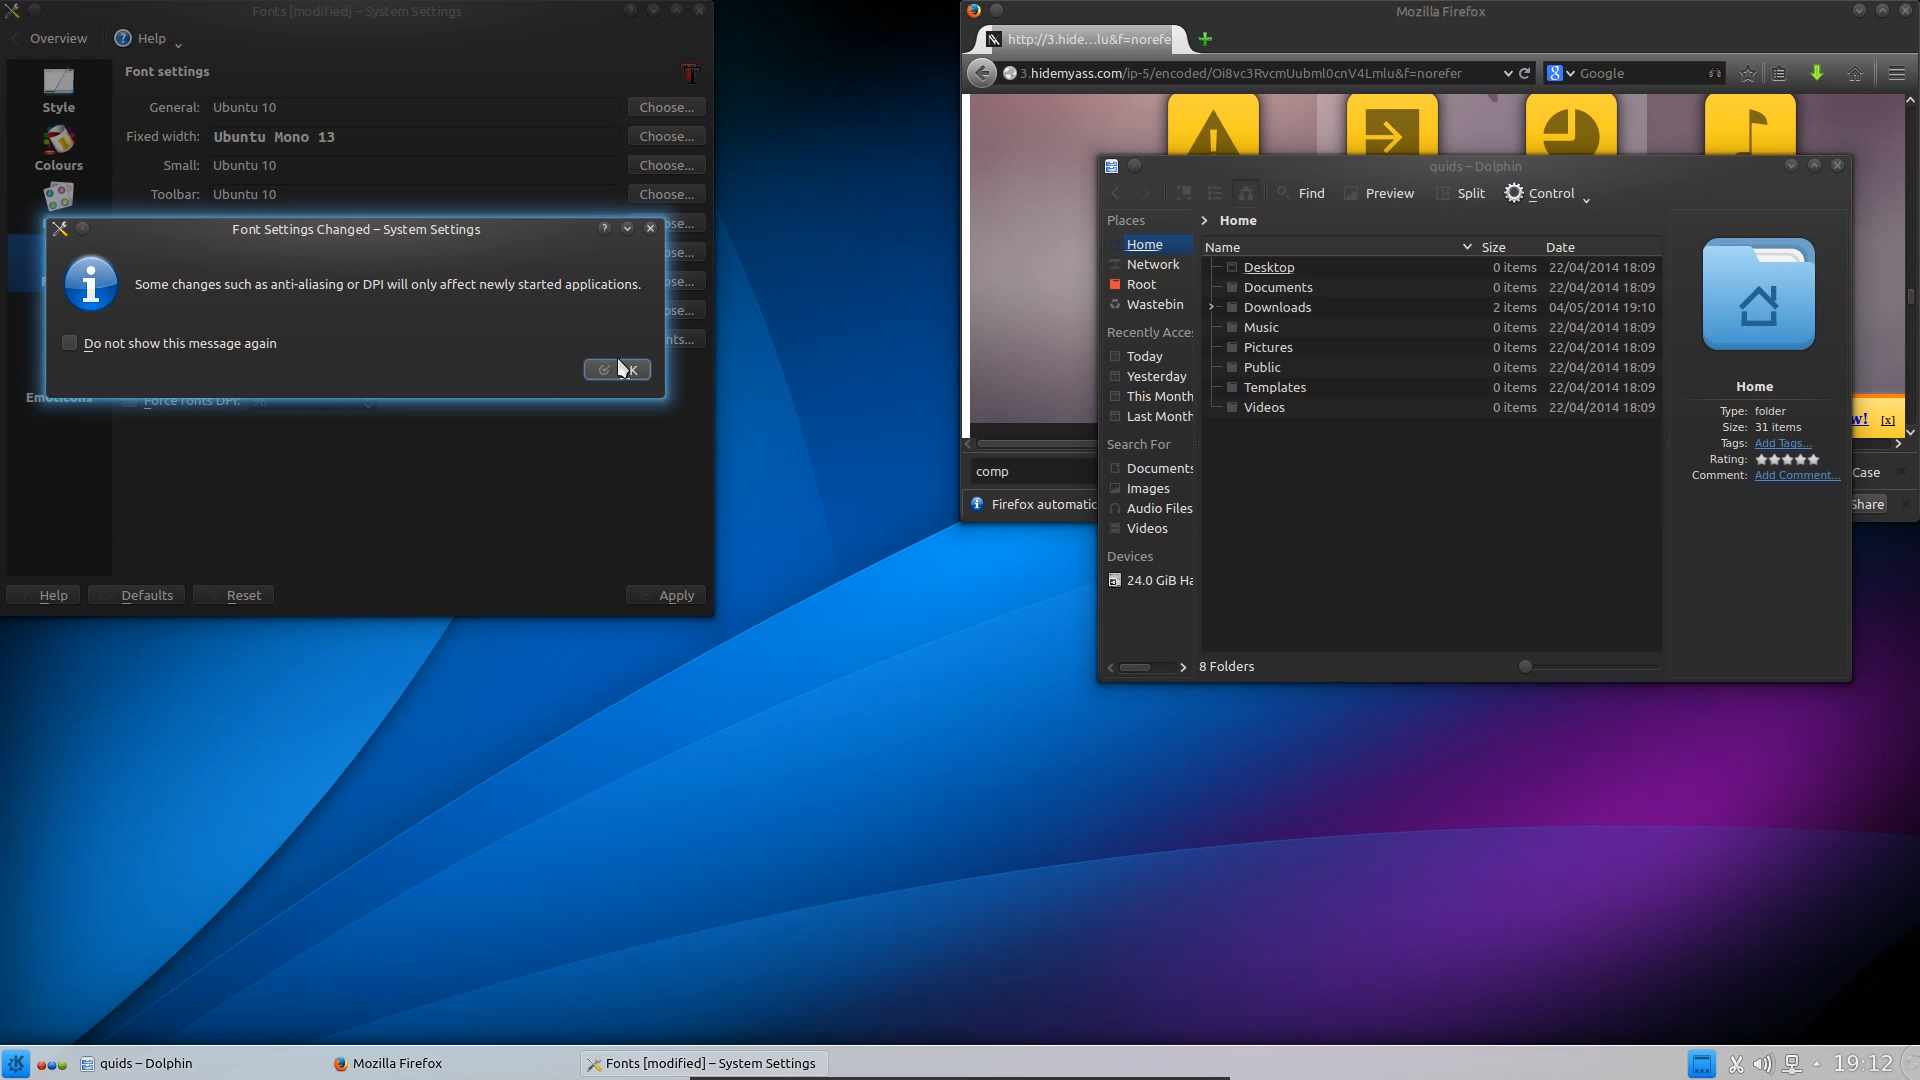 Fonts [modified] – System Settings
Overview
Help
Style
Colours
Font settings
General: Ubuntu 10 Choose...
Fixed width: Ubuntu Mono 13 Choose...
Small: Ubuntu 10 Choose...
Toolbar: Ubuntu 10 Choose...
Font Settings Changed – System Settings
Some changes such as anti-aliasing or DPI will only affect newly started applications.
Do not show this message again
Emoticons
Force fonts DPI:
Help
Defaults
Reset
Apply
Mozilla Firefox
http://3.hide...lu&f=norefe
3.hidemyass.com/ip-5/encoded/Oi8vc3RvcmUubml0cnV4Lmlu&f=norefer
Google
comp
Case
Firefox automatic
Share
[x]
quids – Dolphin
Find
Preview
Split
Control
Places
Home
Network
Root
Wastebin
Recently Acces
Today
Yesterday
This Month
Last Month
Search For
Documents
Images
Audio Files
Videos
Devices
24.0 GiB Ha
Home
Name Size Date
Desktop 0 items 22/04/2014 18:09
Documents 0 items 22/04/2014 18:09
Downloads 2 items 04/05/2014 19:10
Music 0 items 22/04/2014 18:09
Pictures 0 items 22/04/2014 18:09
Public 0 items 22/04/2014 18:09
Templates 0 items 22/04/2014 18:09
Videos 0 items 22/04/2014 18:09
8 Folders
Home
Type: folder
Size: 31 items
Tags: Add Tags...
Rating:
Comment: Add Comment...
quids – Dolphin
Mozilla Firefox
Fonts [modified] – System Settings
19:12